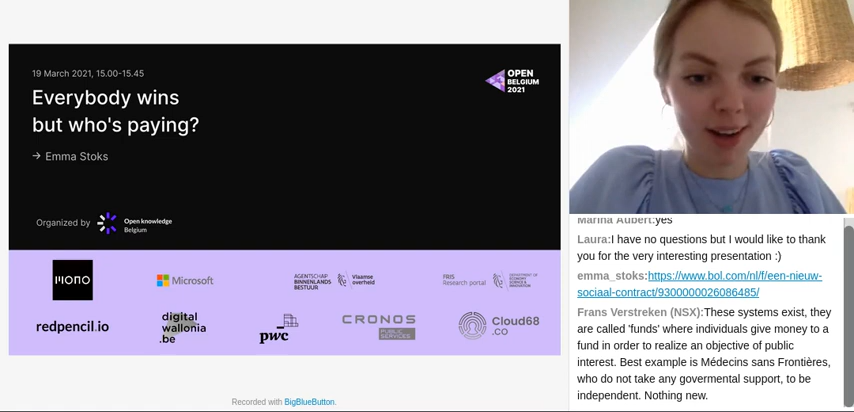 19 March 2021, 15.00-15.45
Everybody wins
but who's paying?
→ Emma Stoks
OPEN
BELGIUM
2021
Organized by
Open knowledge
Belgium
MONO
Microsoft
AGENTSCHAP
BINNENLANDS
BESTUUR
Vlaamse
overheid
FRIS
Research portal
DEPARTMENT OF
ECONOMY
SCIENCE &
INNOVATION
redpencil.io
digital
wallonia
.be
pwc
CRONOS
PUBLIC
SERVICES
Cloud68
.CO
Recorded with BigBlueButton.
Marina Aubert:yes
Laura:I have no questions but I would like to thank
you for the very interesting presentation :)
emma_stoks:https://www.bol.com/nl/f/een-nieuw-
sociaal-contract/9300000026086485/
Frans Verstreken (NSX):These systems exist, they
are called 'funds' where individuals give money to a
fund in order to realize an objective of public
interest. Best example is Médecins sans Frontières,
who do not take any govermental support, to be
independent. Nothing new.